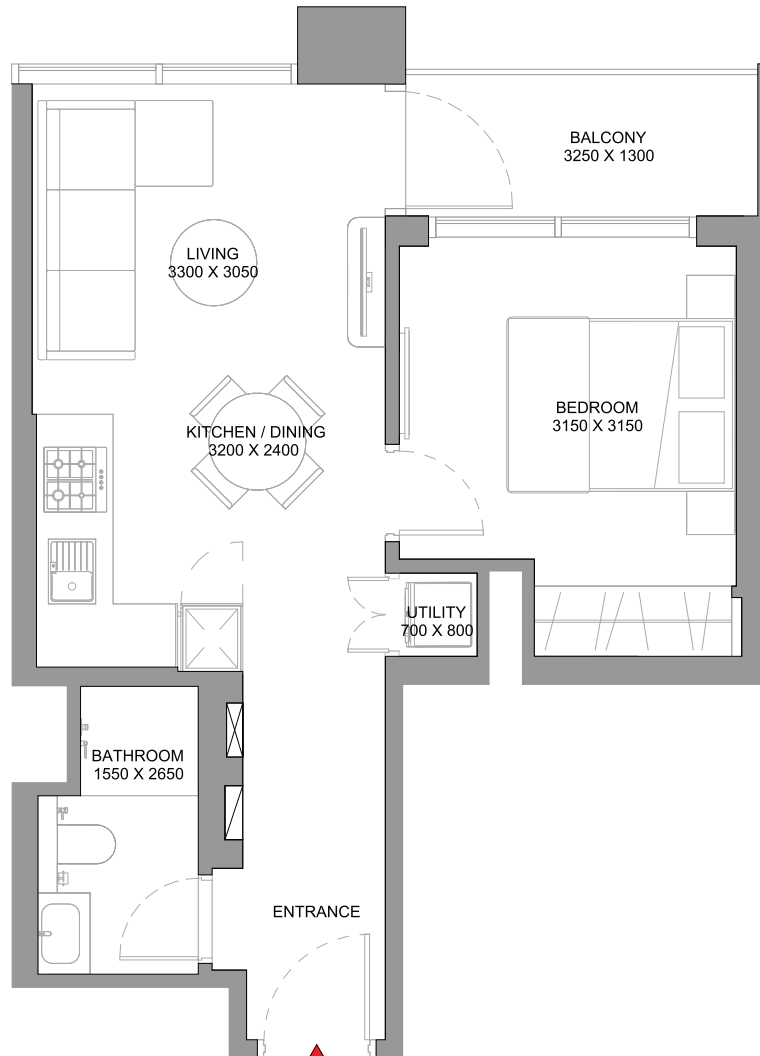 BALCONY
3250 X 1300
LIVING
3300 X 3050
BEDROOM
3150 X 3150
KITCHEN / DINING
3200 X 2400
UTILITY
700 X 800
BATHROOM
1550 X 2650
ENTRANCE